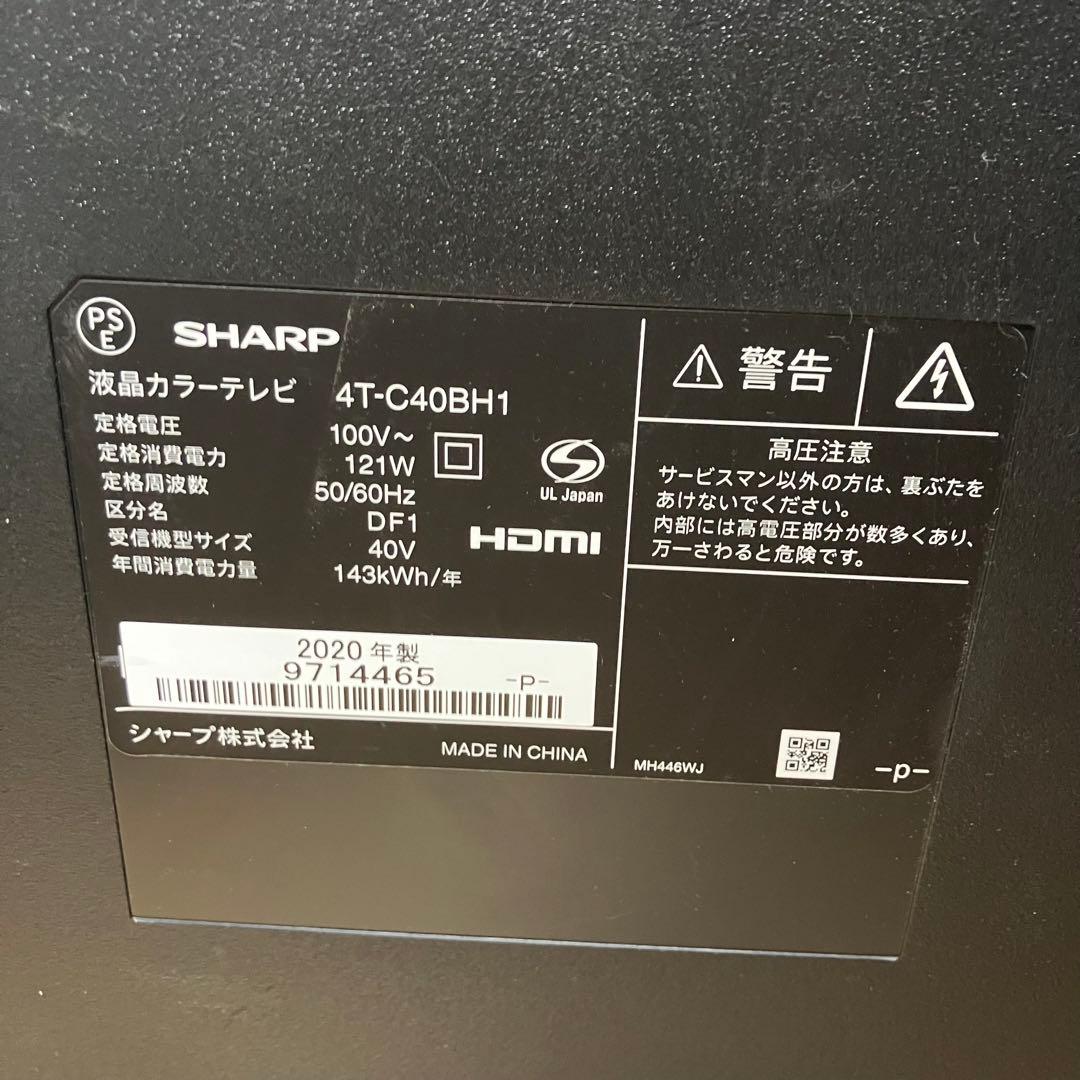 PSE
SHARP
液晶カラーテレビ 4T-C40BH1
定格電圧 100V～
定格消費電力 121W
定格周波数 50/60Hz
区分名 DF1
受信機型サイズ 40V
年間消費電力量 143kWh/年
S
UL Japan
HDMI
2020 年製
9714465 -P-
シャープ株式会社
MADE IN CHINA
警告
高圧注意
サービスマン以外の方は、裏ぶたを
あけないでください。
内部には高電圧部分が数多くあり、
万一さわると危険です。
MH446WJ
-p-